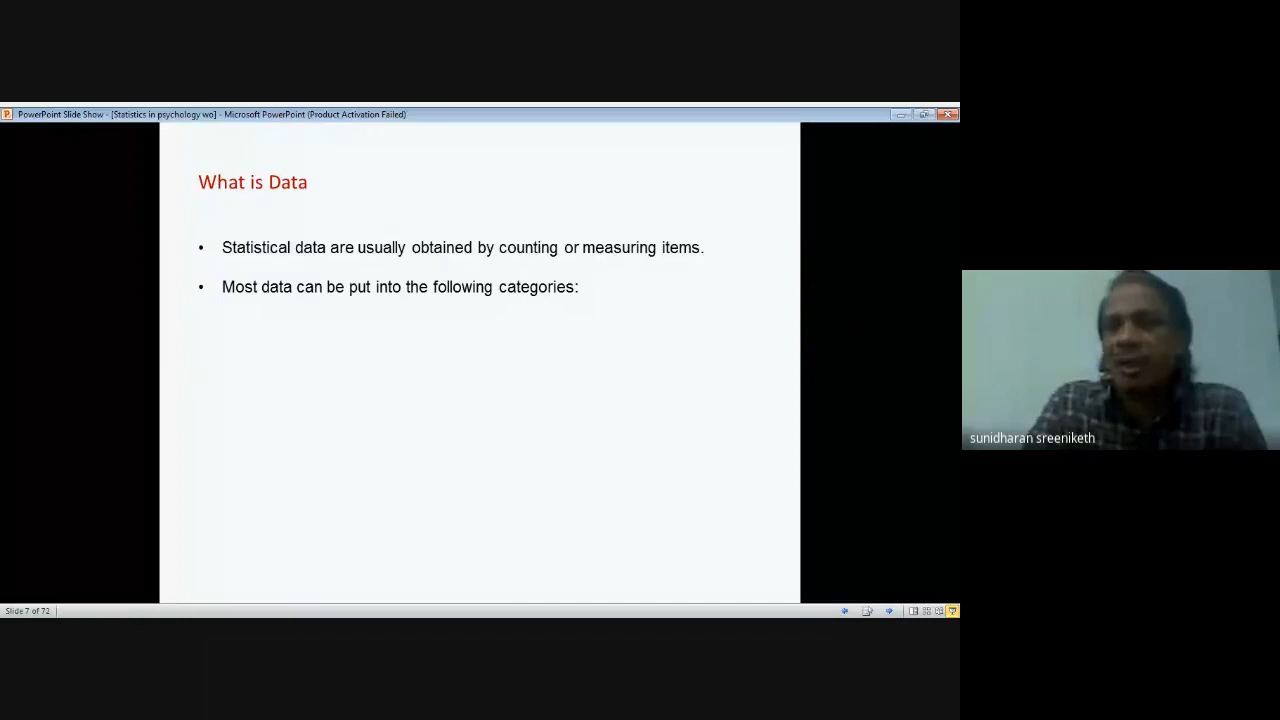 PowerPoint Slide Show - [Statistics in psychology wo] - Microsoft PowerPoint (Product Activation Failed)
What is Data
• Statistical data are usually obtained by counting or measuring items.
• Most data can be put into the following categories:
sunidharan sreeniketh
Slide 7 of 72